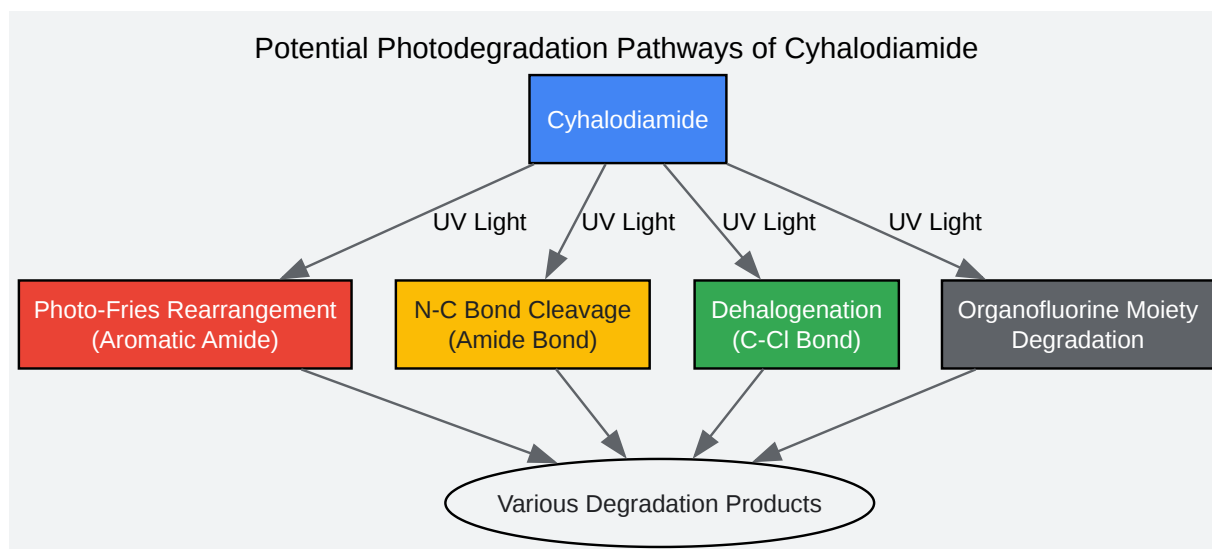 Potential Photodegradation Pathways of Cyhalodiamide
Cyhalodiamide
UV Light
UV Light
UV Light
UV Light
Photo-Fries Rearrangement
(Aromatic Amide)
N-C Bond Cleavage
(Amide Bond)
Dehalogenation
(C-Cl Bond)
Organofluorine Moiety
Degradation
Various Degradation Products